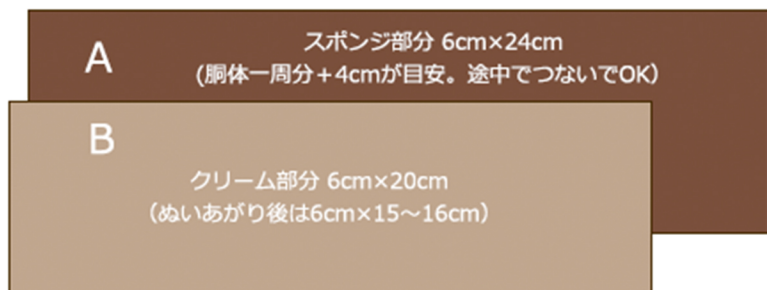 A
スポンジ部分 6cm×24cm
(胴体一周分＋4cmが目安。途中でつないでOK）
B
クリーム部分 6cm×20cm
（ぬいあがり後は6cm×15～16cm）